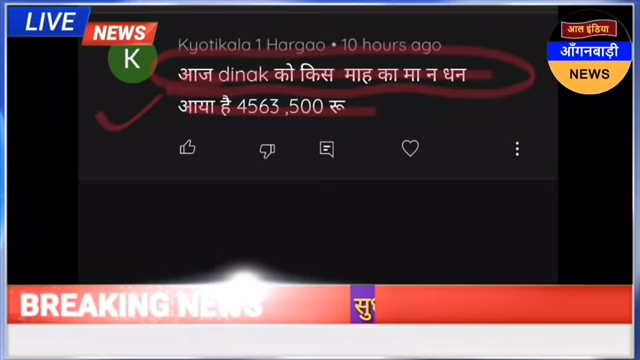 LIVE
NEWS
K
Kyotikala 1 Hargao • 10 hours ago
आज dinak को किस माह का मा न धन
आया है 4563 ,500 रू
आल इंडिया
आँगनबाड़ी
NEWS
BREAKING NEWS